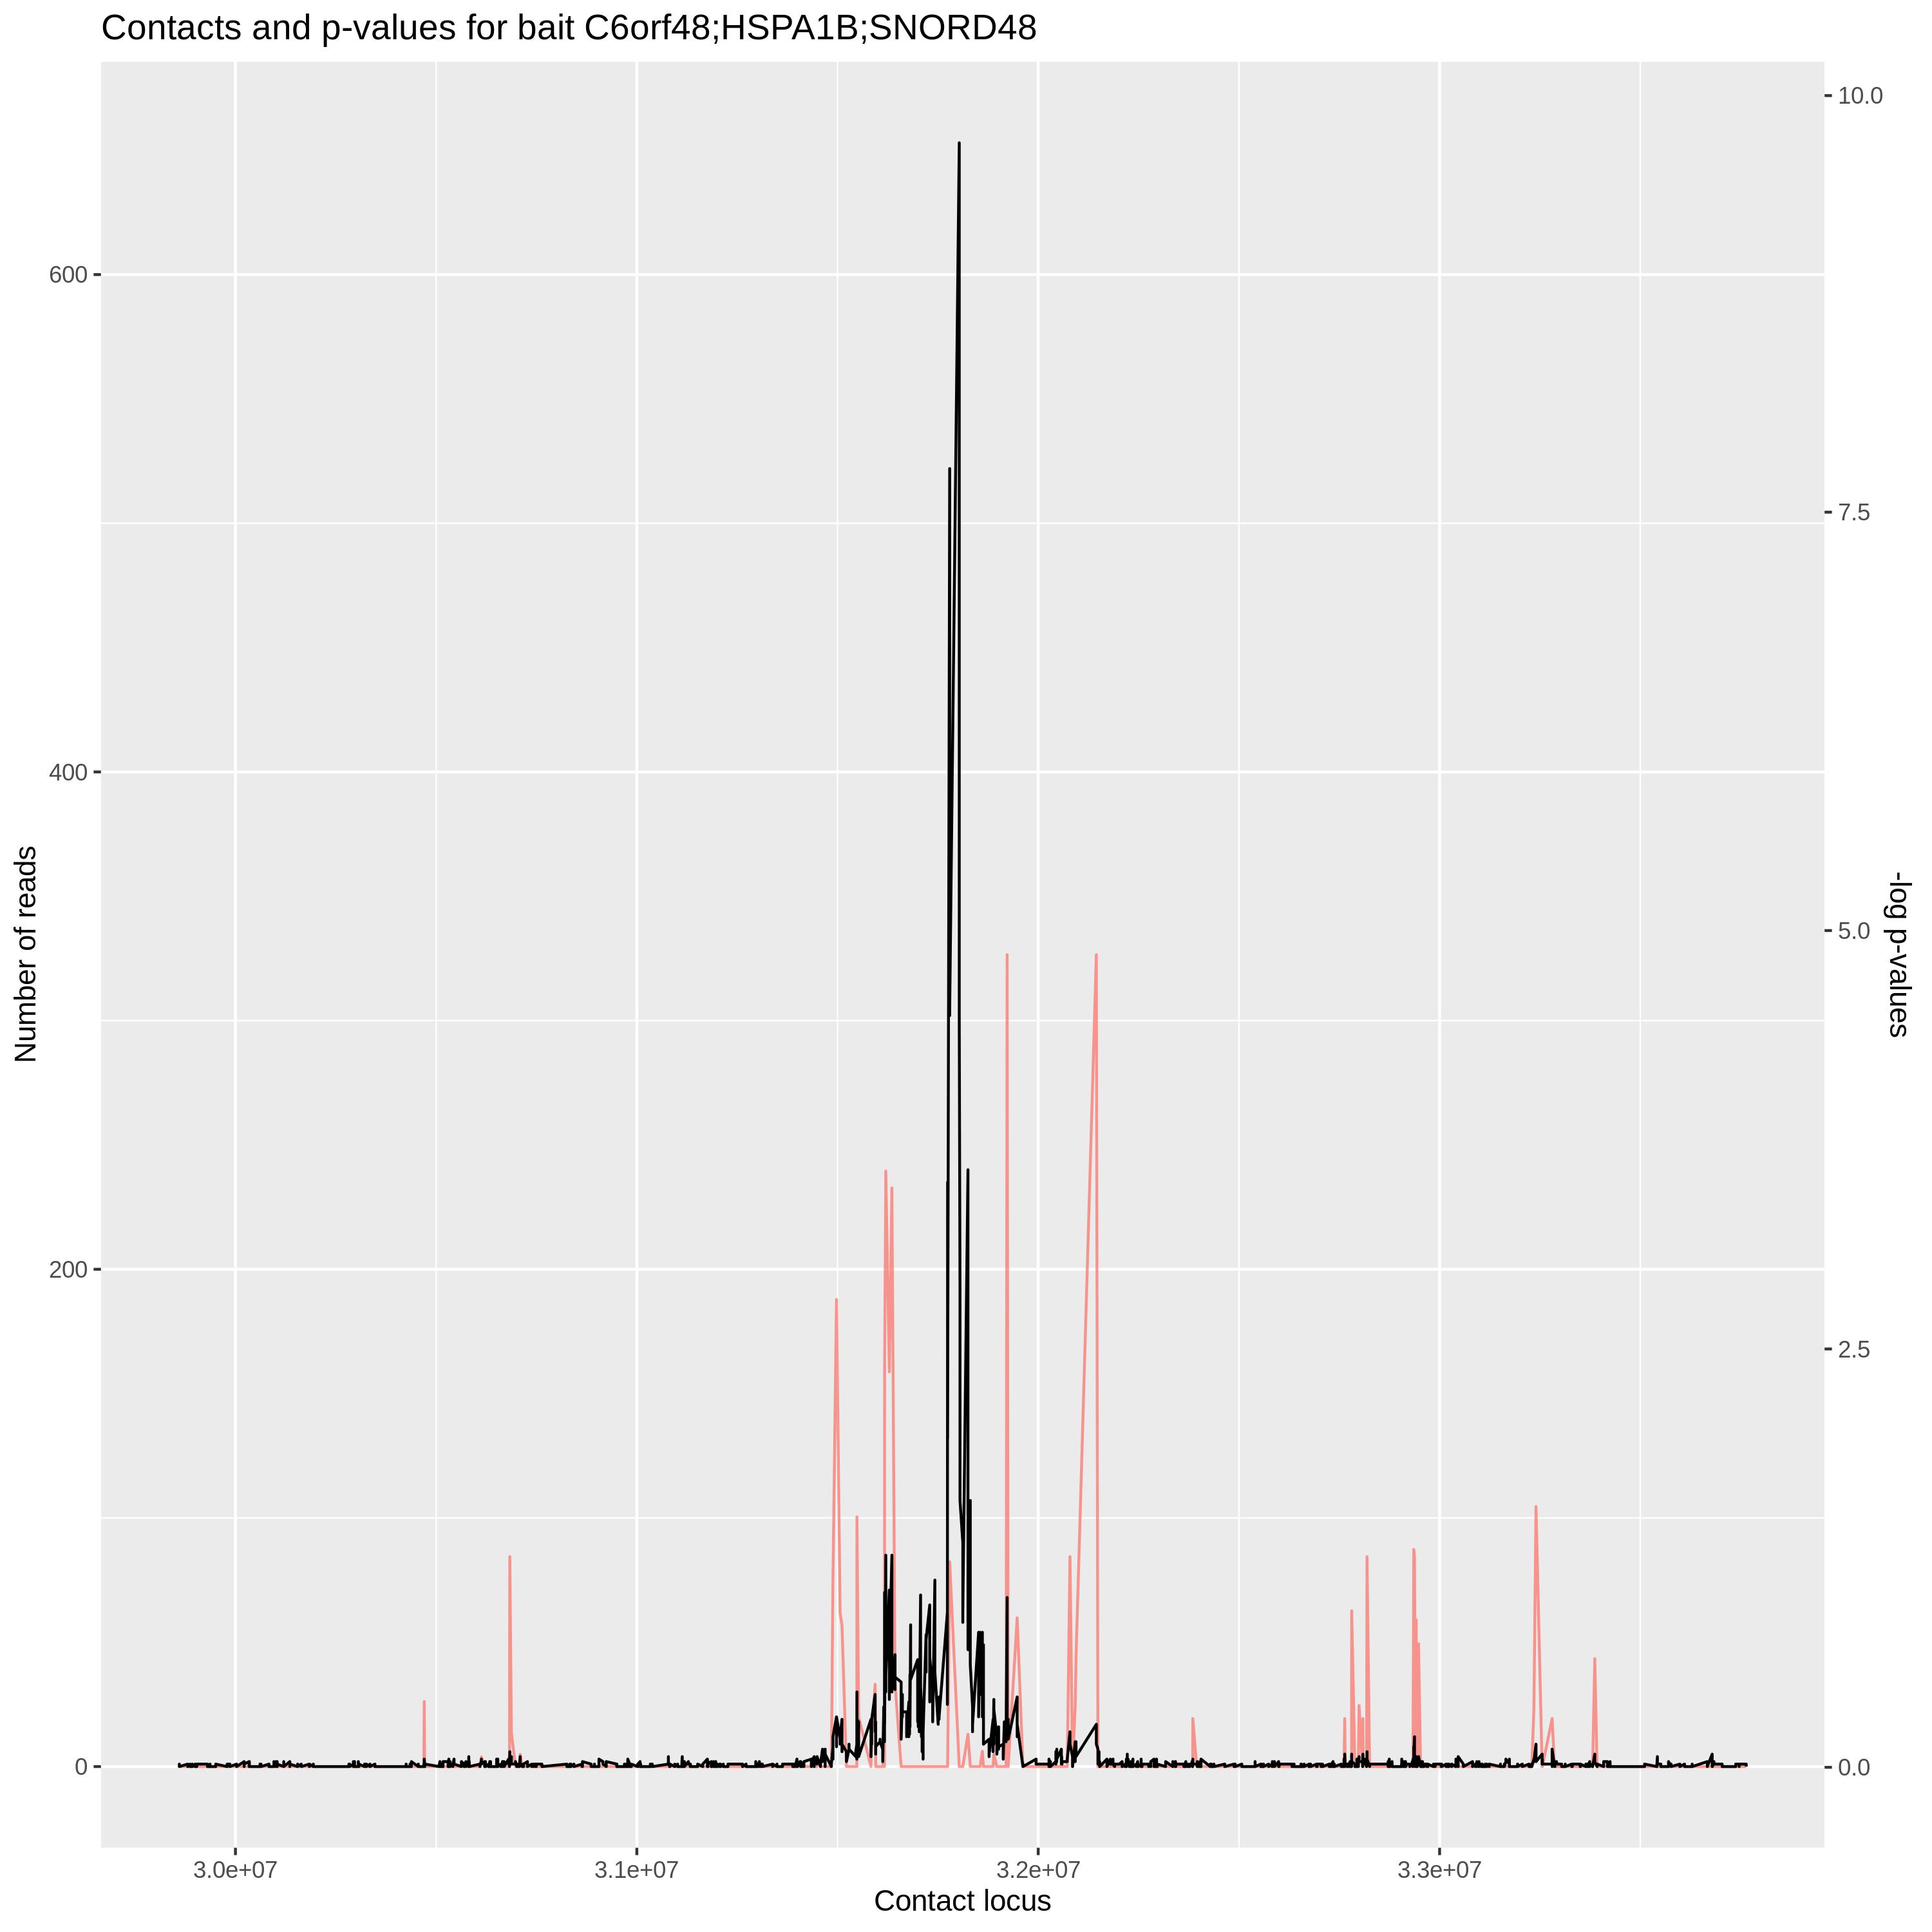 Contacts and p-values for bait C6orf48;HSPA1B;SNORD48
10.0
7.5
5.0
2.5
0.0
-log p-values
600
400
200
0
Number of reads
3.0e+07 3.1e+07 3.2e+07 3.3e+07
Contact locus